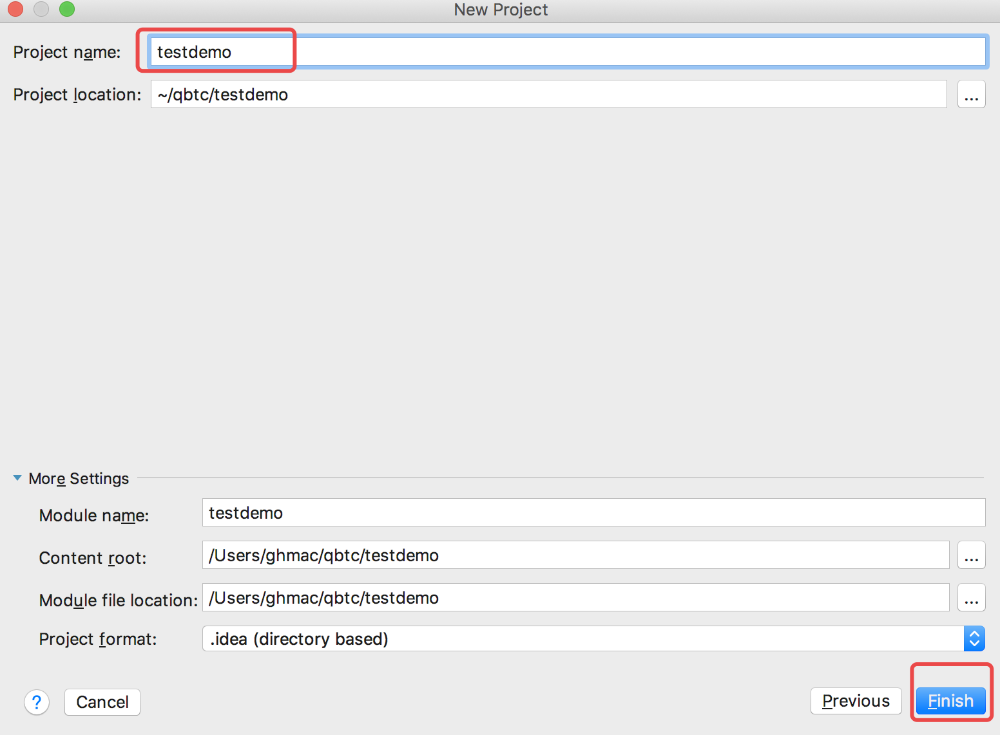 New Project
Project name: testdemo
Project location: ~/qbtc/testdemo ...
More Settings
Module name: testdemo
Content root: /Users/ghmac/qbtc/testdemo ...
Module file location: /Users/ghmac/qbtc/testdemo ...
Project format: .idea (directory based)
? Cancel Previous Finish